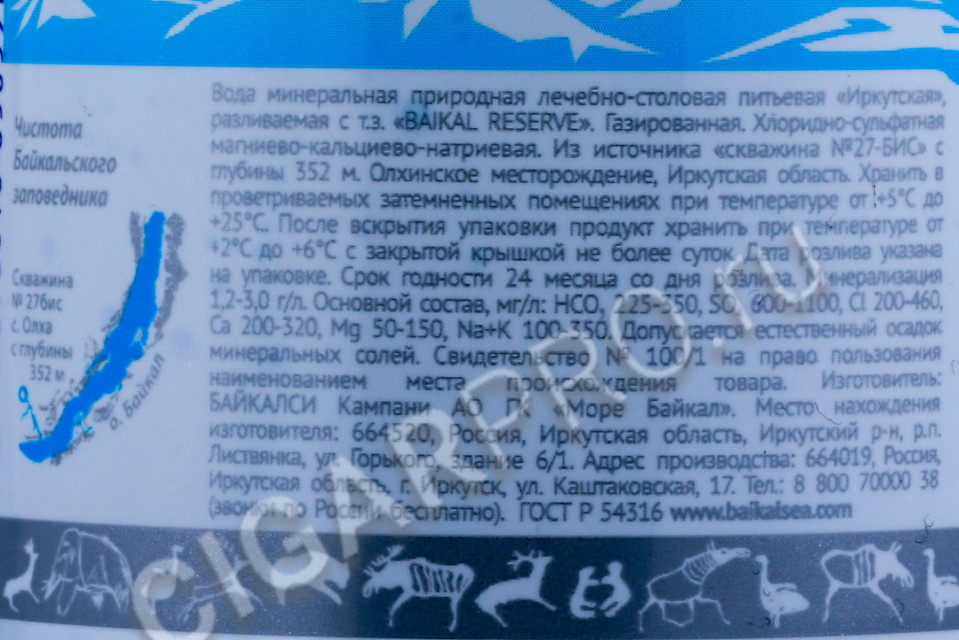 Чистота
Байкальского
заповедника
Скважина
№ 27бис
с. Олха
с глубины
352 м
о. Байкал
Вода минеральная природная лечебно-столовая питьевая «Иркутская»,
разливаемая с т.з. «BAIKAL RESERVE». Газированная. Хлоридно-сульфатная
магниево-кальциево-натриевая. Из источника «скважина №27-БИС» с
глубины 352 м. Олхинское месторождение, Иркутская область. Хранить в
проветриваемых затемненных помещениях при температуре от +5°С до
+25°С. После вскрытия упаковки продукт хранить при температуре от
+2°С до +6°С с закрытой крышкой не более суток. Дата розлива указана
на упаковке. Срок годности 24 месяца со дня розлива. Минерализация
1,2-3,0 г/л. Основной состав, мг/л: HCO, SO, Cl 200-460,
Ca 200-320, Mg 50-150, Na+K 100-350. Допускается естественный осадок
минеральных солей. Свидетельство № 100/1 на право пользования
наименованием места происхождения товара. Изготовитель:
БАЙКАЛСИ Кампани АО ГК «Море Байкал». Место нахождения
изготовителя: 664520, Россия, Иркутская область, Иркутский р-н, р.п.
Листвянка, ул. Горького, здание 6/1. Адрес производства: 664019, Россия,
Иркутская область, г. Иркутск, ул. Каштаковская, 17. Тел.: 8 800 70000 38
(звонки по России бесплатно). ГОСТ Р 54316 www.baikalsea.com
CIGARPRO.ru